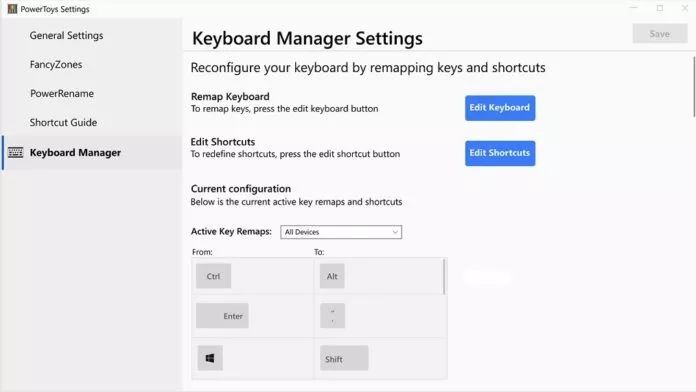 PowerToys Settings
General Settings
FancyZones
PowerRename
Shortcut Guide
Keyboard Manager
Keyboard Manager Settings
Save
Reconfigure your keyboard by remapping keys and shortcuts
Remap Keyboard
To remap keys, press the edit keyboard button
Edit Keyboard
Edit Shortcuts
To redefine shortcuts, press the edit shortcut button
Edit Shortcuts
Current configuration
Below is the current active key remaps and shortcuts
Active Key Remaps: All Devices
From: To:
Ctrl Alt
Enter
Shift